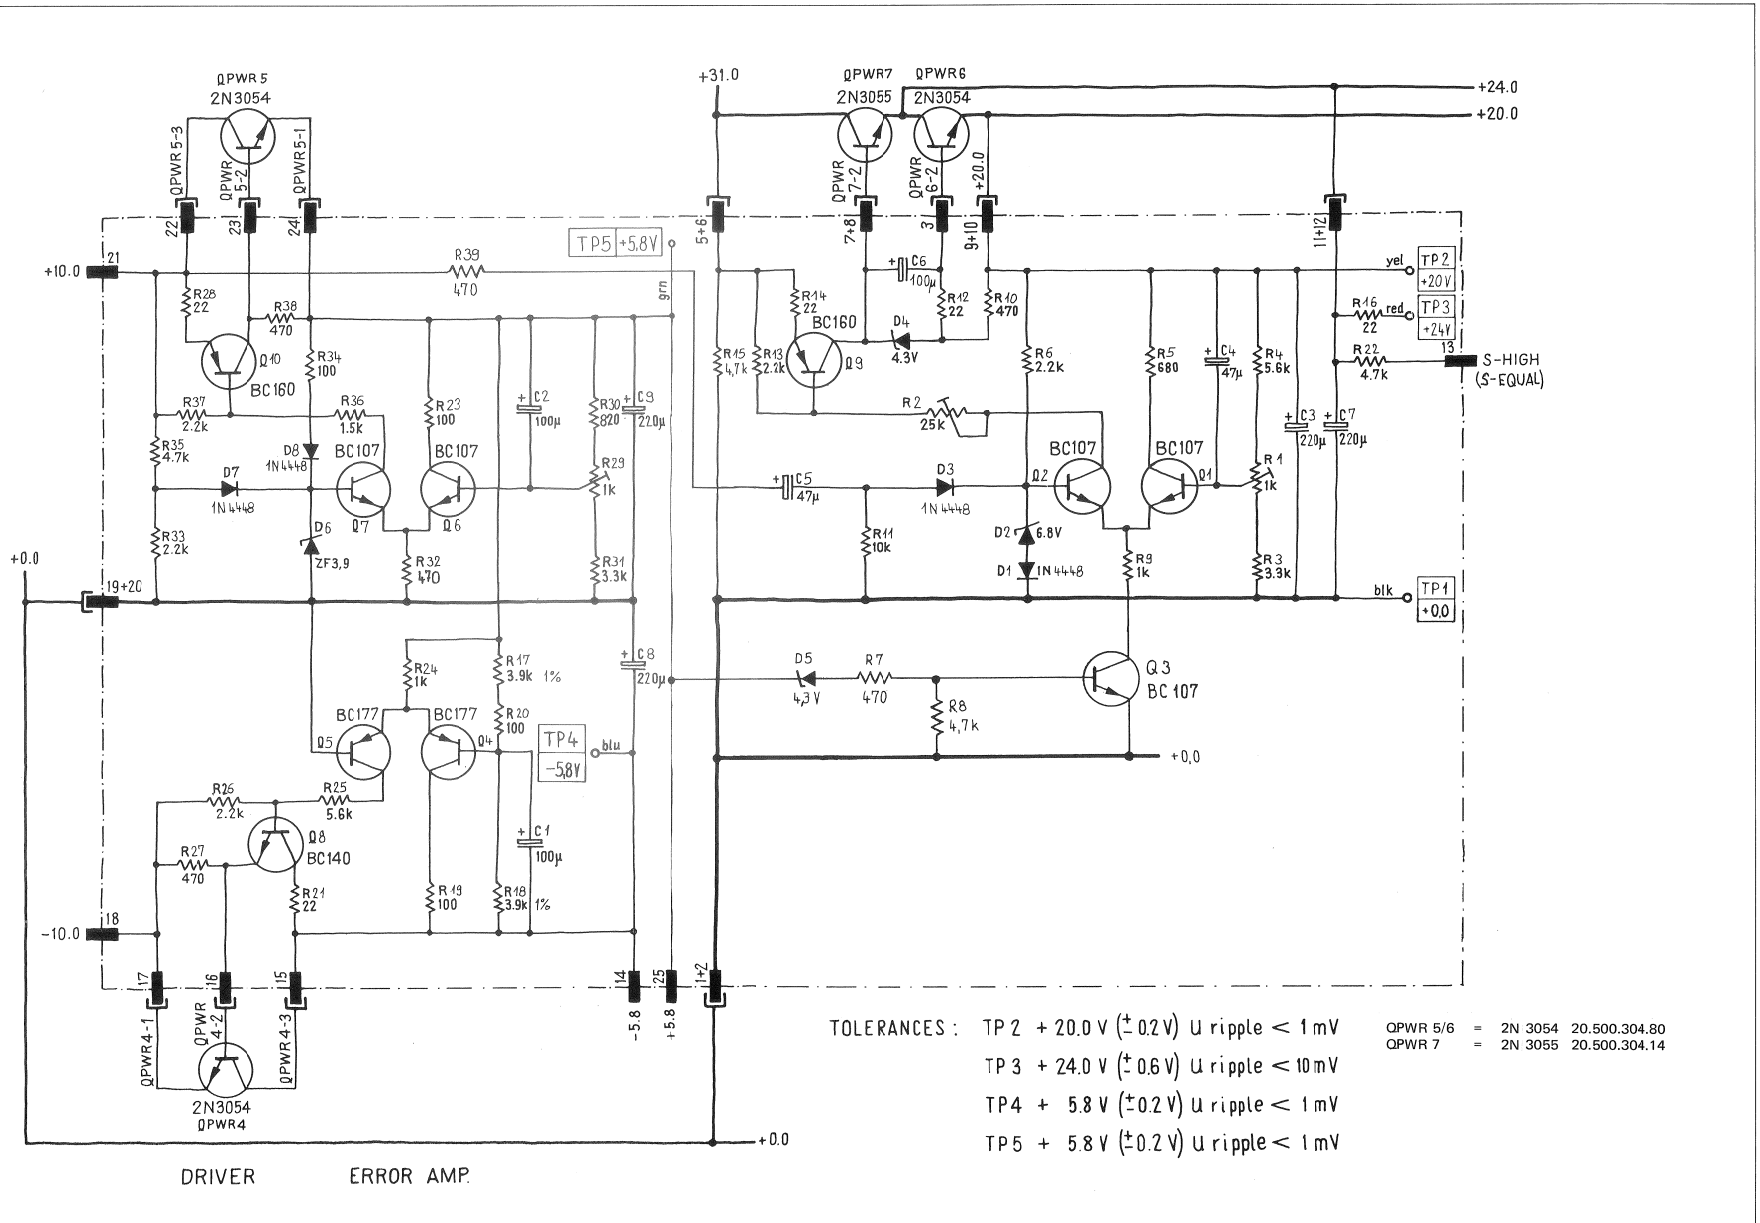 QPWR5
2N3054
+31.0
QPWR7
QPWR6
2N3055
2N3054
+24.0
+20.0
QPWR5-3
QPWR
5-2
QPWR5-1
QPWR
7-2
QPWR
6-2
+20.0
22
23
24
5+6
7+8
3
9+10
11+12
TP5
+5,8V
grn
+10.0
21
R39
470
R28
22
R38
470
Q10
BC160
R34
100
R37
2.2k
R36
1.5k
R35
4.7k
D8
1N4448
BC107
D7
1N4448
Q7
R23
100
BC107
Q6
+
C2
100µ
R30
820
+
C9
220µ
R29
1k
R33
2.2k
D6
ZF3,9
R32
470
R31
3.3k
+0.0
19+20
R14
22
BC160
Q9
R15
4,7k
R13
2.2k
+
C6
100µ
D4
4.3V
R12
22
R10
470
R2
25k
R6
2.2k
R5
680
+
C4
47µ
R4
5.6k
+
C3
220µ
+
C7
220µ
yel
TP2
+20V
R16
22
red
TP3
+24V
R22
4.7k
13
S-HIGH
(S-EQUAL)
+
C5
47µ
D3
1N4448
Q2
BC107
BC107
Q1
R1
1k
R11
10k
D2
6.8V
D1
1N4448
R9
1k
R3
3.3k
blk
TP1
+0,0
R24
1k
R17
3.9k 1%
+
C8
220µ
R20
100
BC177
BC177
Q5
Q4
TP4
-5,8V
blu
D5
4,3V
R7
470
R8
4,7k
Q3
BC107
+0,0
R26
2.2k
R25
5.6k
Q8
BC140
R27
470
R21
22
+
C1
100µ
R19
100
R18
3.9k 1%
-10.0
18
17
16
15
14
25
1+2
QPWR4-1
QPWR
4-2
QPWR4-3
-5.8
+5.8
2N3054
QPWR4
+0.0
TOLERANCES : TP2 + 20.0 V (± 0.2 V) U ripple < 1 mV
TP3 + 24.0 V (± 0.6 V) U ripple < 10 mV
TP4 + 5.8 V (± 0.2 V) U ripple < 1 mV
TP5 + 5.8 V (± 0.2 V) U ripple < 1 mV
QPWR 5/6 = 2N 3054 20.500.304.80
QPWR 7 = 2N 3055 20.500.304.14
DRIVER
ERROR AMP.